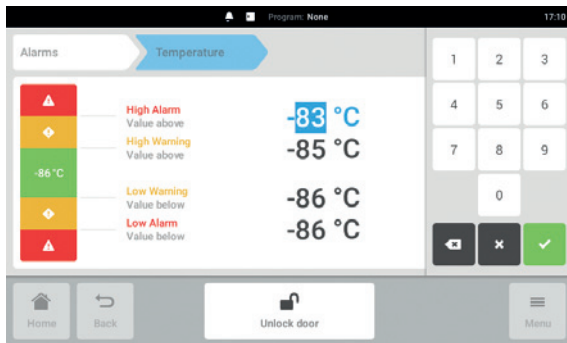 Program: None
17:10
Alarms
Temperature
1 2 3
4 5 6
7 8 9
0
-86 °C
High Alarm
Value above
-83 °C
High Warning
Value above
-85 °C
Low Warning
Value below
-86 °C
Low Alarm
Value below
-86 °C
Home
Back
Unlock door
Menu